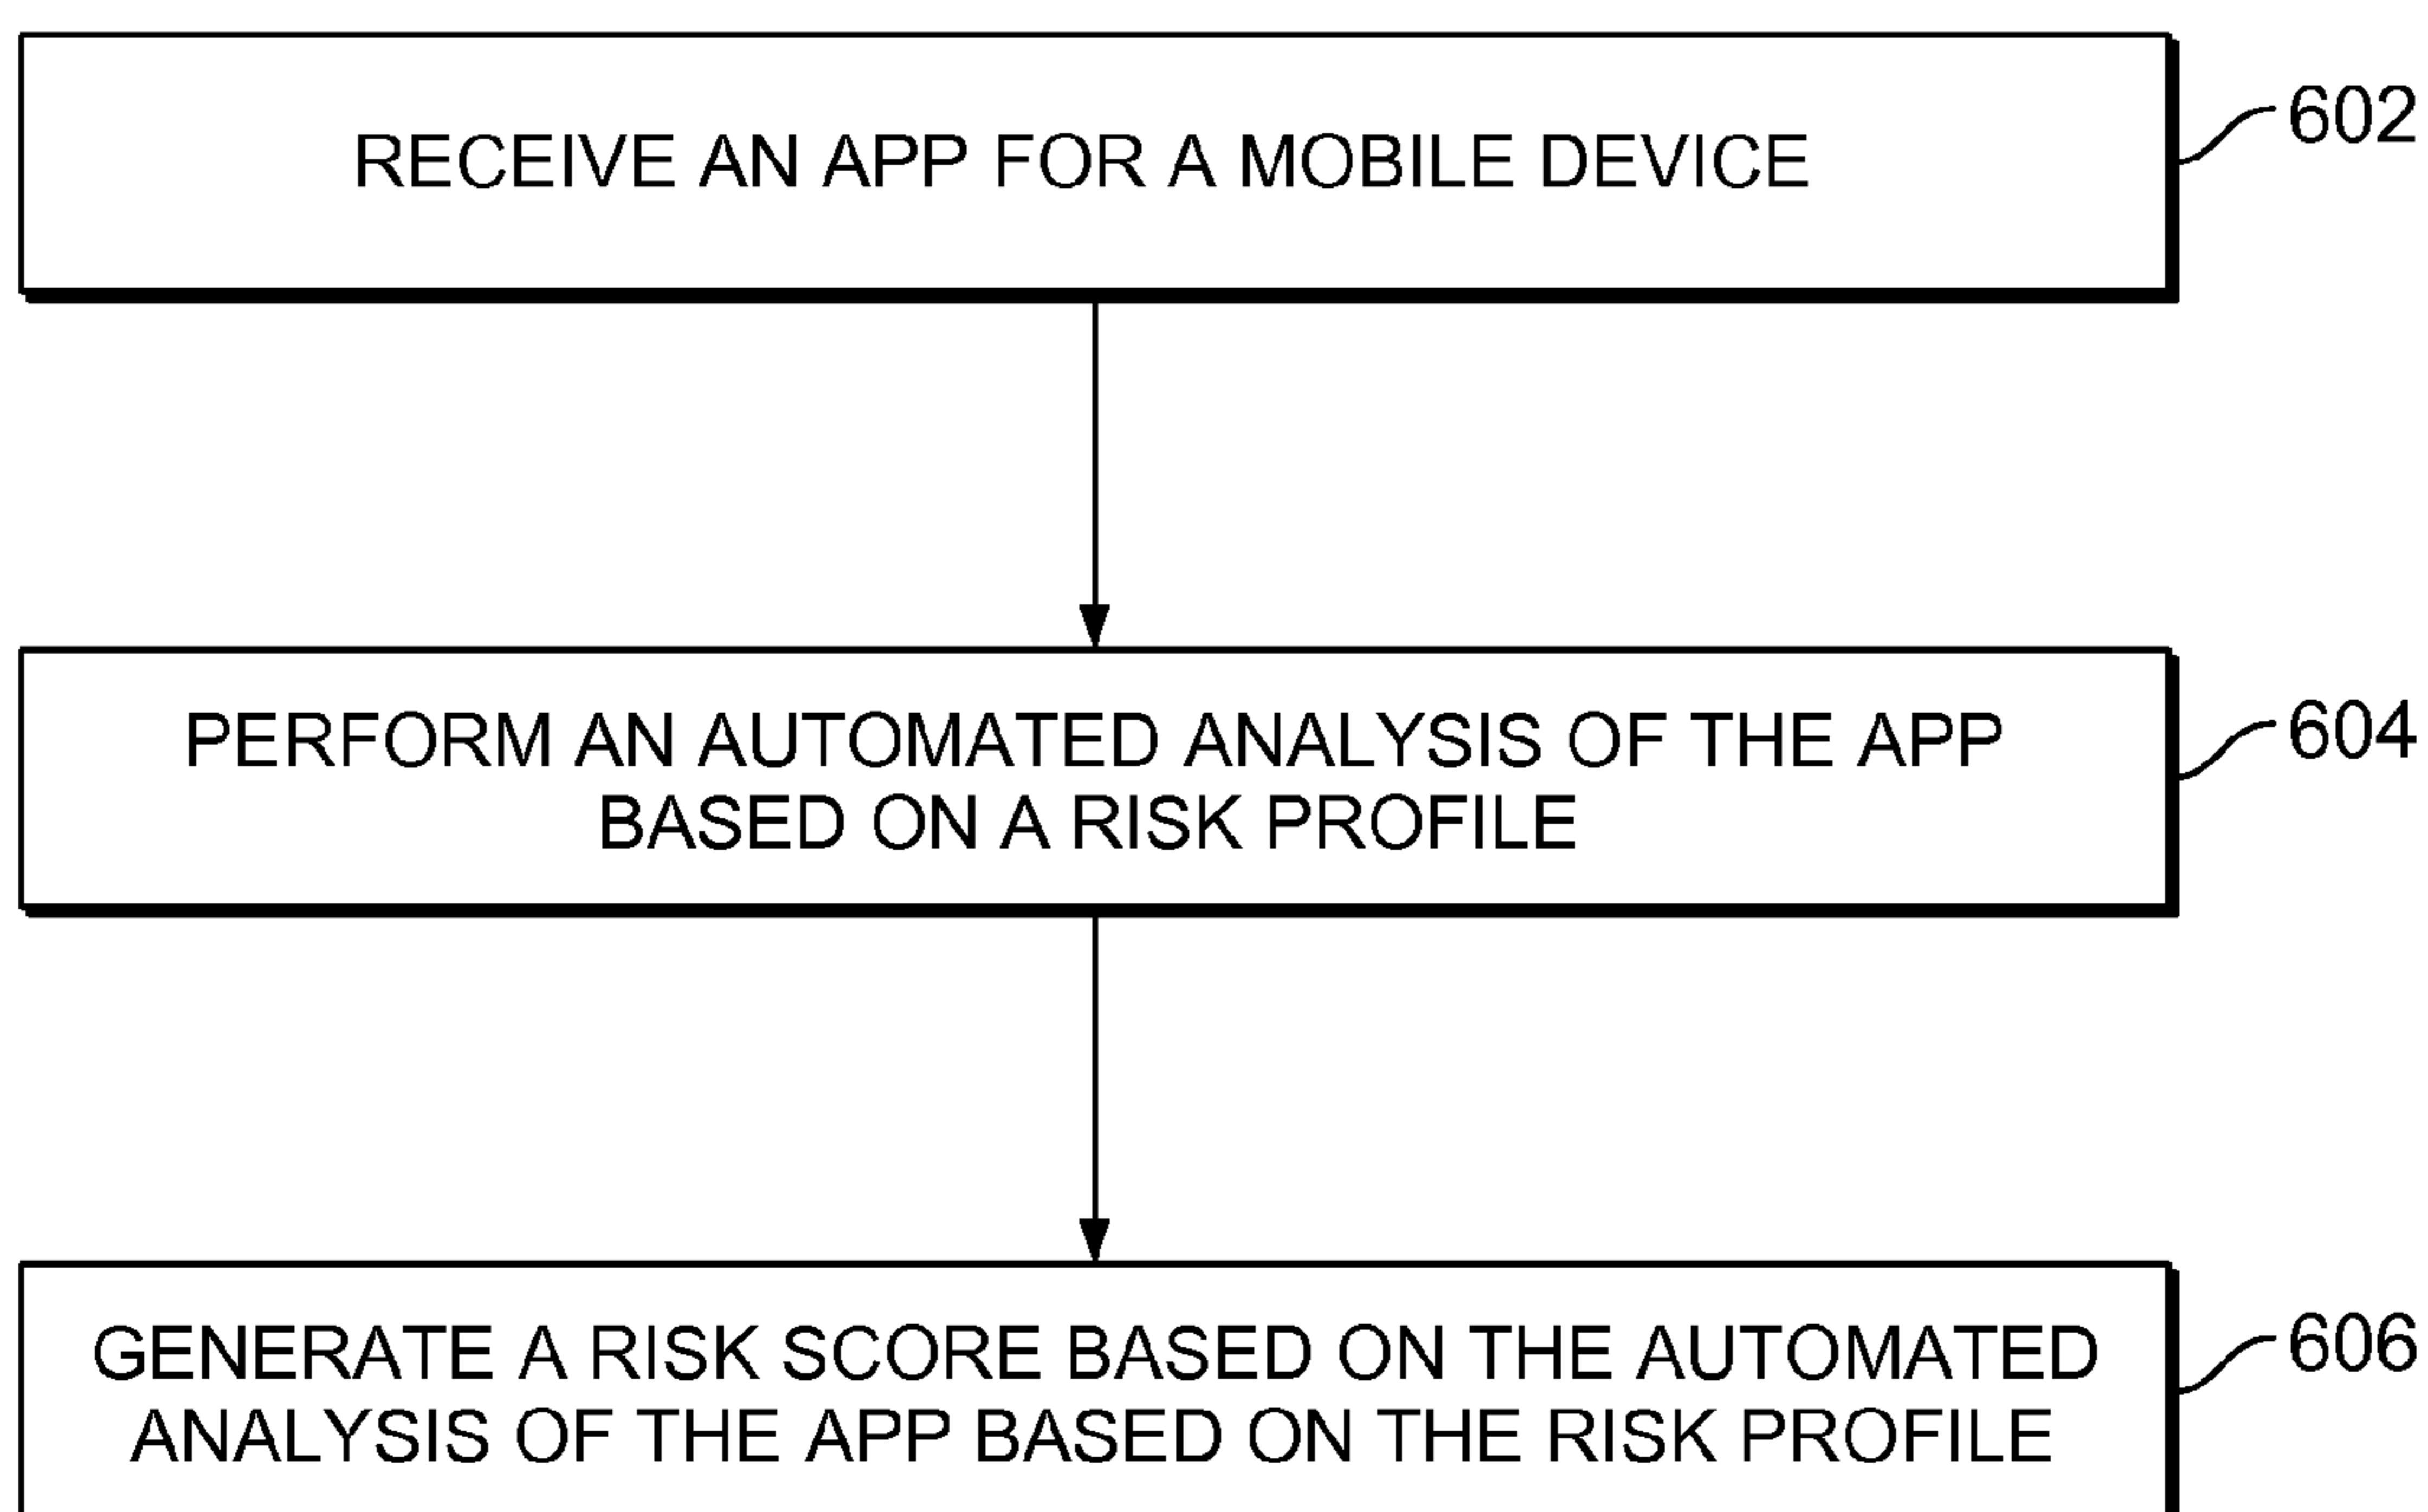 RECEIVE AN APP FOR A MOBILE DEVICE
602
PERFORM AN AUTOMATED ANALYSIS OF THE APP
BASED ON A RISK PROFILE
604
GENERATE A RISK SCORE BASED ON THE AUTOMATED
ANALYSIS OF THE APP BASED ON THE RISK PROFILE
606